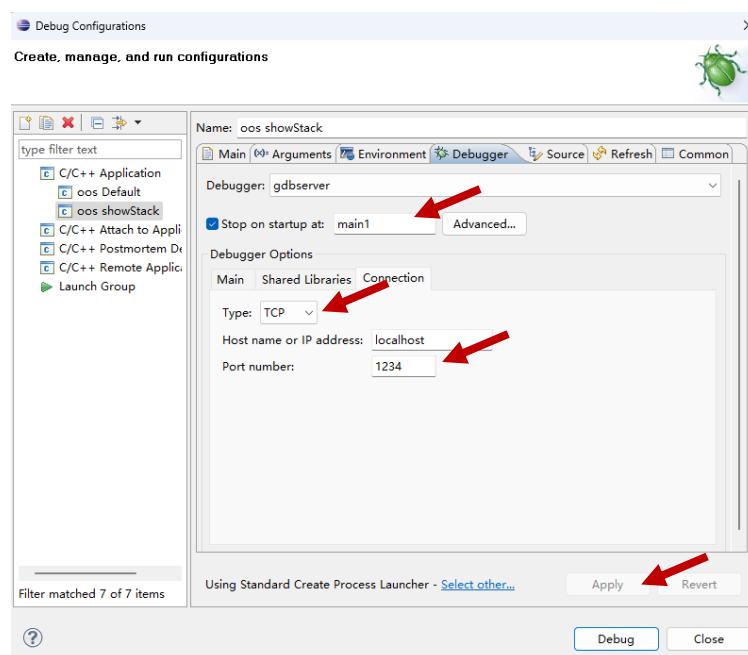 Debug Configurations
Create, manage, and run configurations
type filter text
C/C++ Application
oos Default
oos showStack
C/C++ Attach to Appli
C/C++ Postmortem De
C/C++ Remote Applic
Launch Group
Filter matched 7 of 7 items
Name: oos showStack
Main (x)= Arguments Environment Debugger Source Refresh Common
Debugger: gdbserver
Stop on startup at: main1 Advanced...
Debugger Options
Main Shared Libraries Connection
Type: TCP
Host name or IP address: localhost
Port number: 1234
Using Standard Create Process Launcher - Select other...
Apply Revert
Debug Close